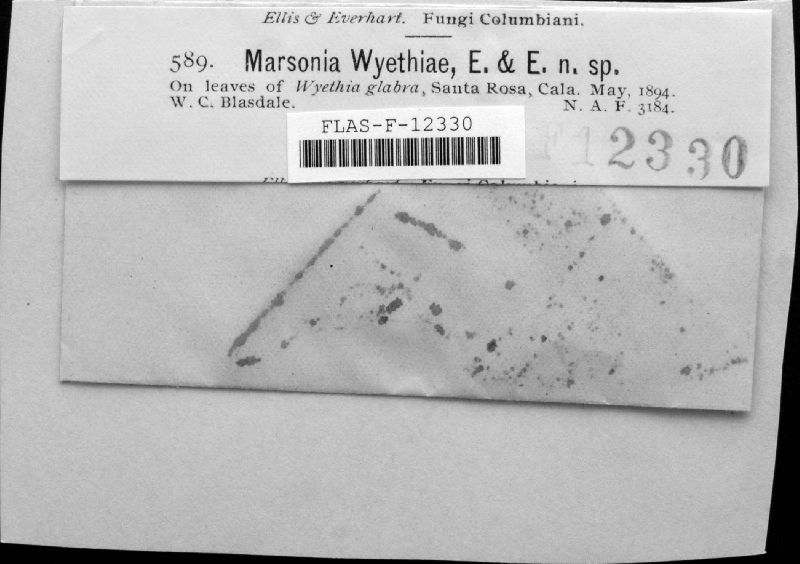 Ellis & Everhart. Fungi Columbiani.
589. Marsonia Wyethiae, E. & E. n. sp.
On leaves of Wyethia glabra, Santa Rosa, Cala. May, 1894.
W. C. Blasdale. N. A. F. 3184.
FLAS-F-12330
F 12330